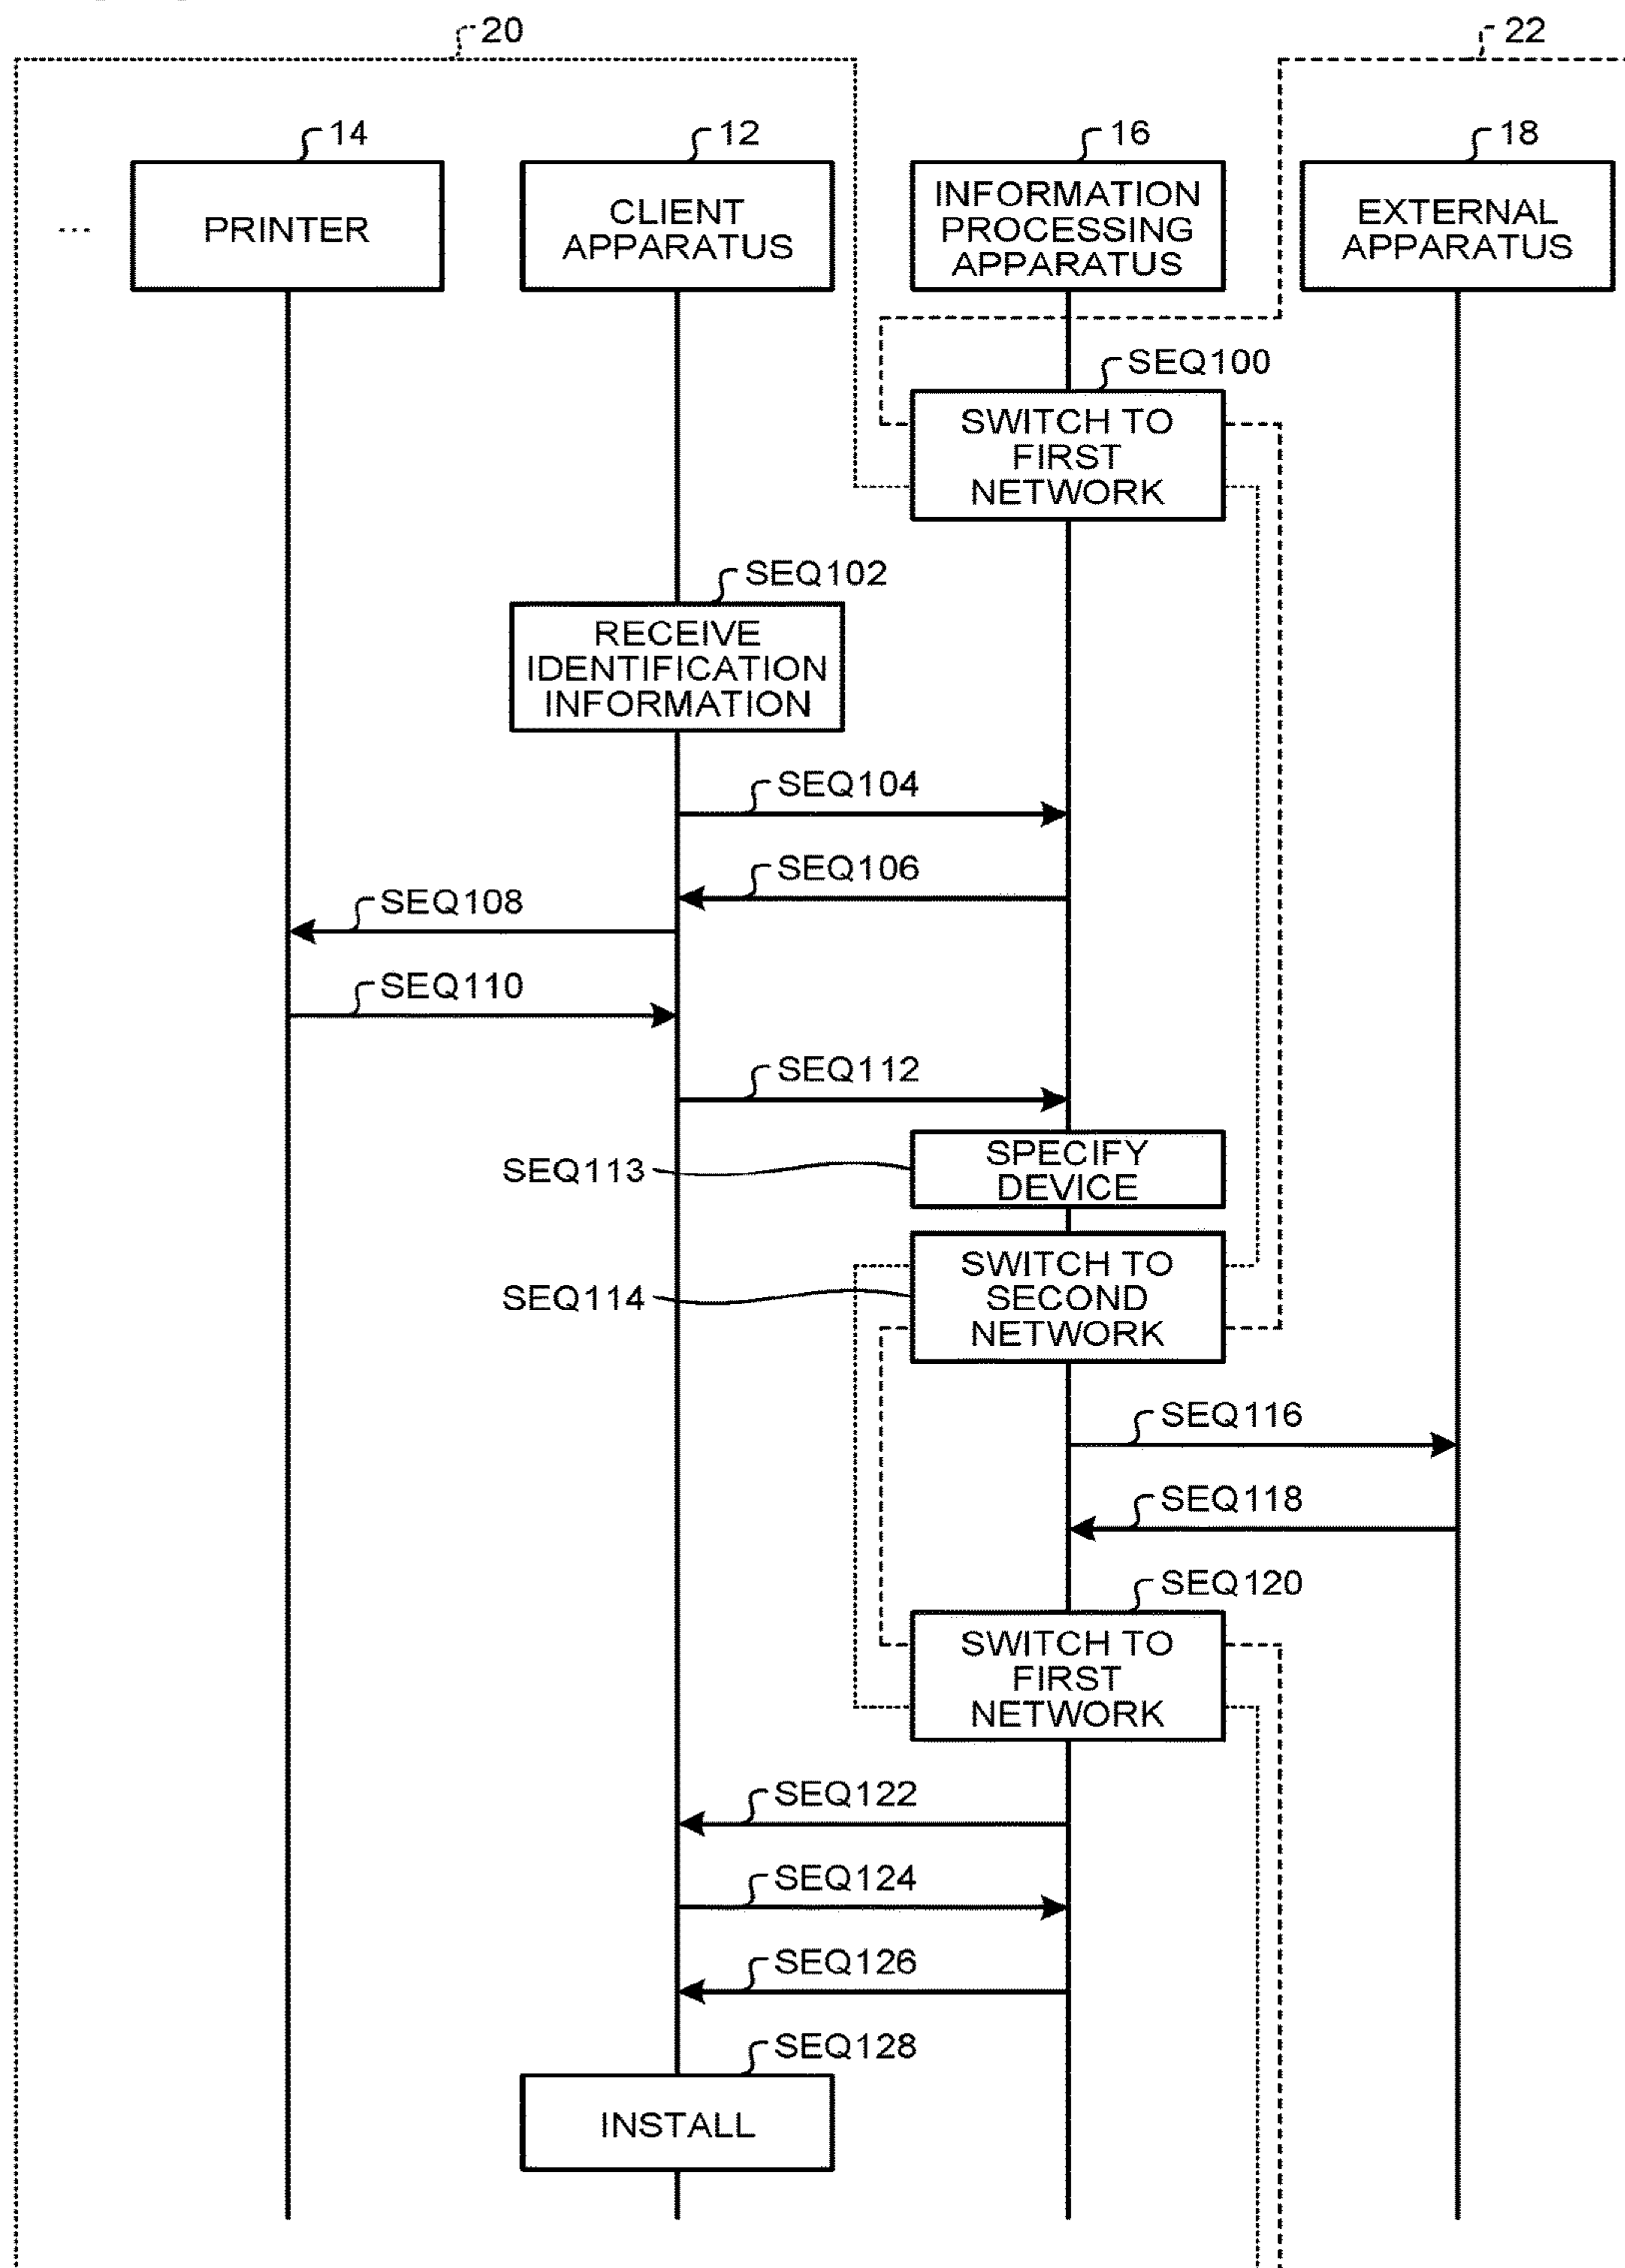 20
22
14
12
16
18
...
PRINTER
CLIENT
APPARATUS
INFORMATION
PROCESSING
APPARATUS
EXTERNAL
APPARATUS
SEQ100
SWITCH TO
FIRST
NETWORK
SEQ102
RECEIVE
IDENTIFICATION
INFORMATION
SEQ104
SEQ106
SEQ108
SEQ110
SEQ112
SEQ113
SPECIFY
DEVICE
SEQ114
SWITCH TO
SECOND
NETWORK
SEQ116
SEQ118
SEQ120
SWITCH TO
FIRST
NETWORK
SEQ122
SEQ124
SEQ126
SEQ128
INSTALL